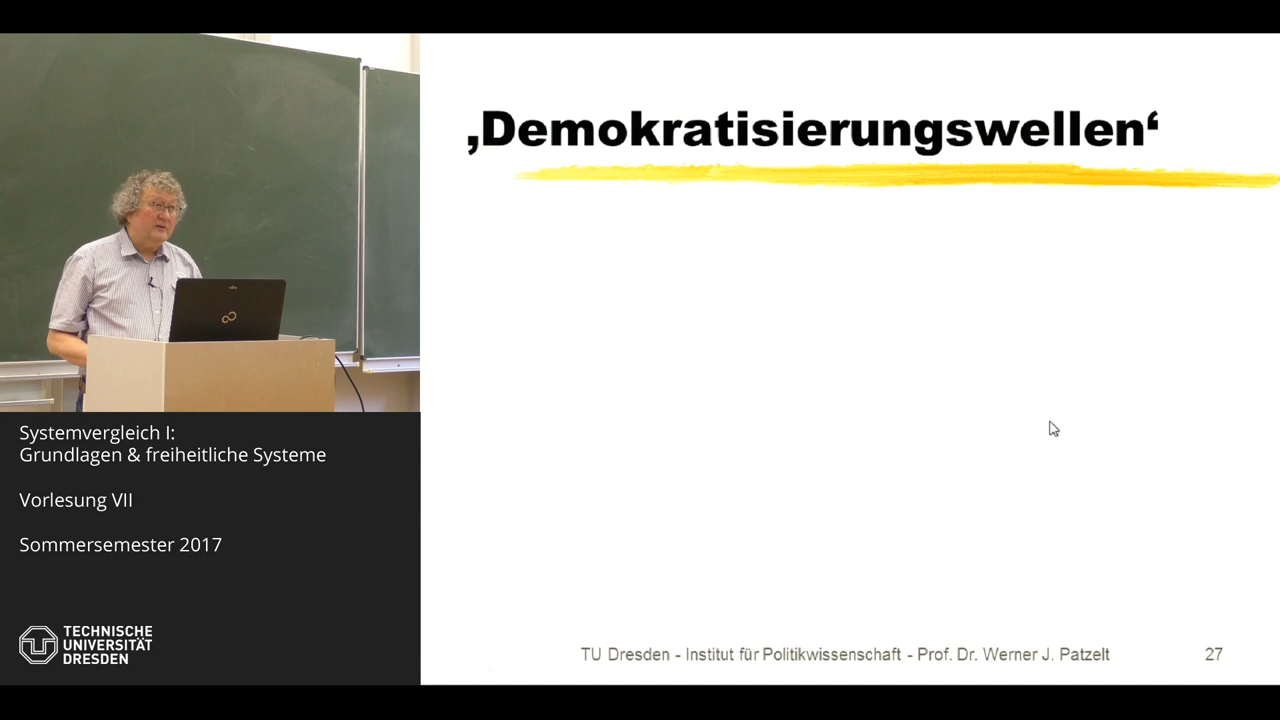 ‚Demokratisierungswellen‘
Systemvergleich I:
Grundlagen & freiheitliche Systeme
Vorlesung VII
Sommersemester 2017
TECHNISCHE
UNIVERSITÄT
DRESDEN
TU Dresden - Institut für Politikwissenschaft - Prof. Dr. Werner J. Patzelt
27